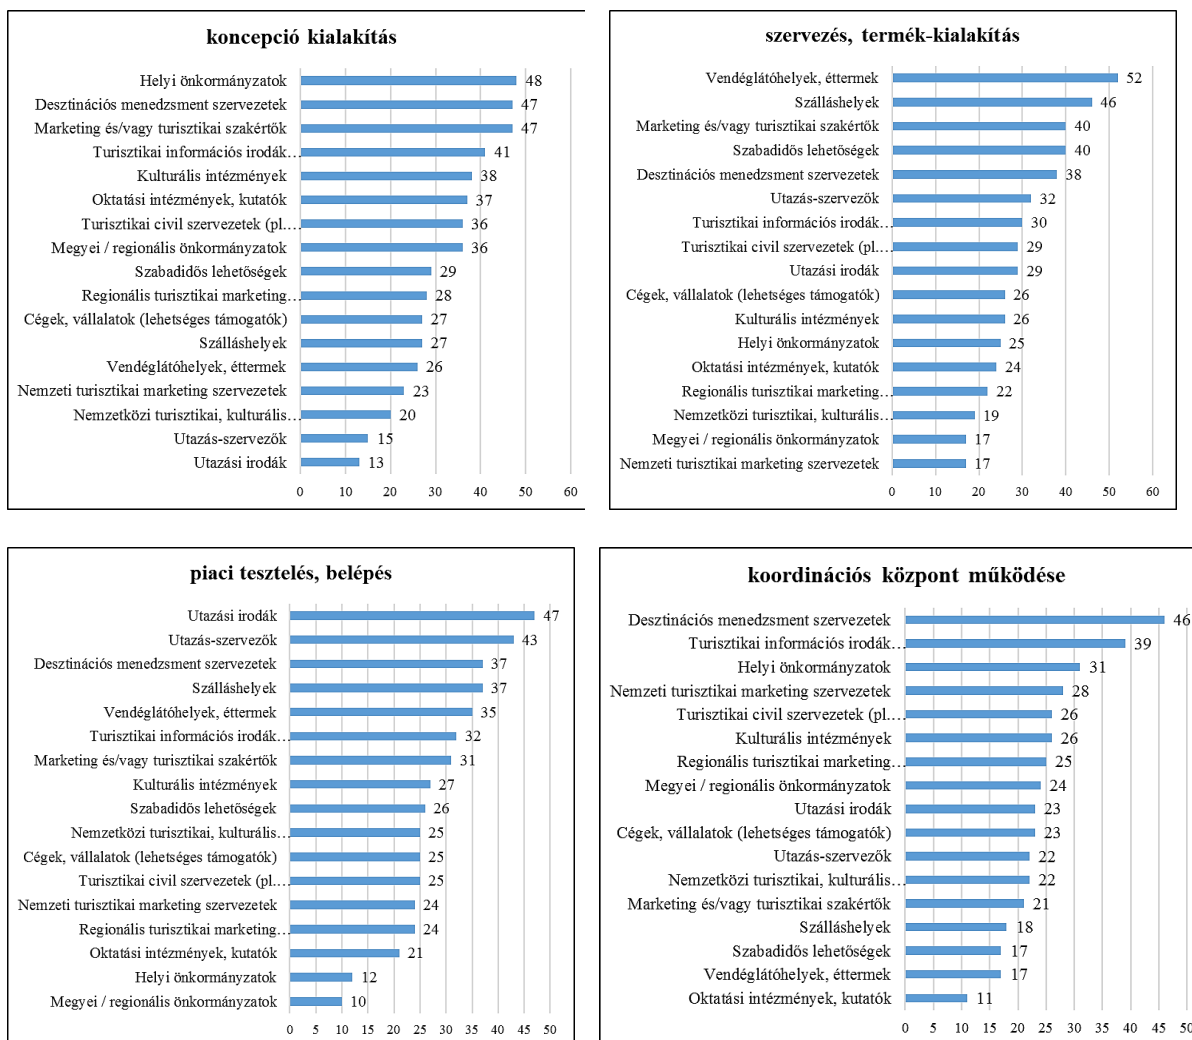 koncepció kialakítás
Helyi önkormányzatok 48
Desztinációs menedzsment szervezetek 47
Marketing és/vagy turisztikai szakértők 47
Turisztikai információs irodák… 41
Kulturális intézmények 38
Oktatási intézmények, kutatók 37
Turisztikai civil szervezetek (pl.… 36
Megyei / regionális önkormányzatok 36
Szabadidős lehetőségek 29
Regionális turisztikai marketing… 28
Cégek, vállalatok (lehetséges támogatók) 27
Szálláshelyek 27
Vendéglátóhelyek, éttermek 26
Nemzeti turisztikai marketing szervezetek 23
Nemzetközi turisztikai, kulturális… 20
Utazás-szervezők 15
Utazási irodák 13
0 10 20 30 40 50 60
szervezés, termék-kialakítás
Vendéglátóhelyek, éttermek 52
Szálláshelyek 46
Marketing és/vagy turisztikai szakértők 40
Szabadidős lehetőségek 40
Desztinációs menedzsment szervezetek 38
Utazás-szervezők 32
Turisztikai információs irodák… 30
Turisztikai civil szervezetek (pl.… 29
Utazási irodák 29
Cégek, vállalatok (lehetséges támogatók) 26
Kulturális intézmények 26
Helyi önkormányzatok 25
Oktatási intézmények, kutatók 24
Regionális turisztikai marketing… 22
Nemzetközi turisztikai, kulturális… 19
Megyei / regionális önkormányzatok 17
Nemzeti turisztikai marketing szervezetek 17
0 10 20 30 40 50 60
piaci tesztelés, belépés
Utazási irodák 47
Utazás-szervezők 43
Desztinációs menedzsment szervezetek 37
Szálláshelyek 37
Vendéglátóhelyek, éttermek 35
Turisztikai információs irodák… 32
Marketing és/vagy turisztikai szakértők 31
Kulturális intézmények 27
Szabadidős lehetőségek 26
Nemzetközi turisztikai, kulturális… 25
Cégek, vállalatok (lehetséges támogatók) 25
Turisztikai civil szervezetek (pl.… 25
Nemzeti turisztikai marketing szervezetek 24
Regionális turisztikai marketing… 24
Oktatási intézmények, kutatók 21
Helyi önkormányzatok 12
Megyei / regionális önkormányzatok 10
0 5 10 15 20 25 30 35 40 45 50
koordinációs központ működése
Desztinációs menedzsment szervezetek 46
Turisztikai információs irodák… 39
Helyi önkormányzatok 31
Nemzeti turisztikai marketing szervezetek 28
Turisztikai civil szervezetek (pl.… 26
Kulturális intézmények 26
Regionális turisztikai marketing… 25
Megyei / regionális önkormányzatok 24
Utazási irodák 23
Cégek, vállalatok (lehetséges támogatók) 23
Utazás-szervezők 22
Nemzetközi turisztikai, kulturális… 22
Marketing és/vagy turisztikai szakértők 21
Szálláshelyek 18
Szabadidős lehetőségek 17
Vendéglátóhelyek, éttermek 17
Oktatási intézmények, kutatók 11
0 5 10 15 20 25 30 35 40 45 50